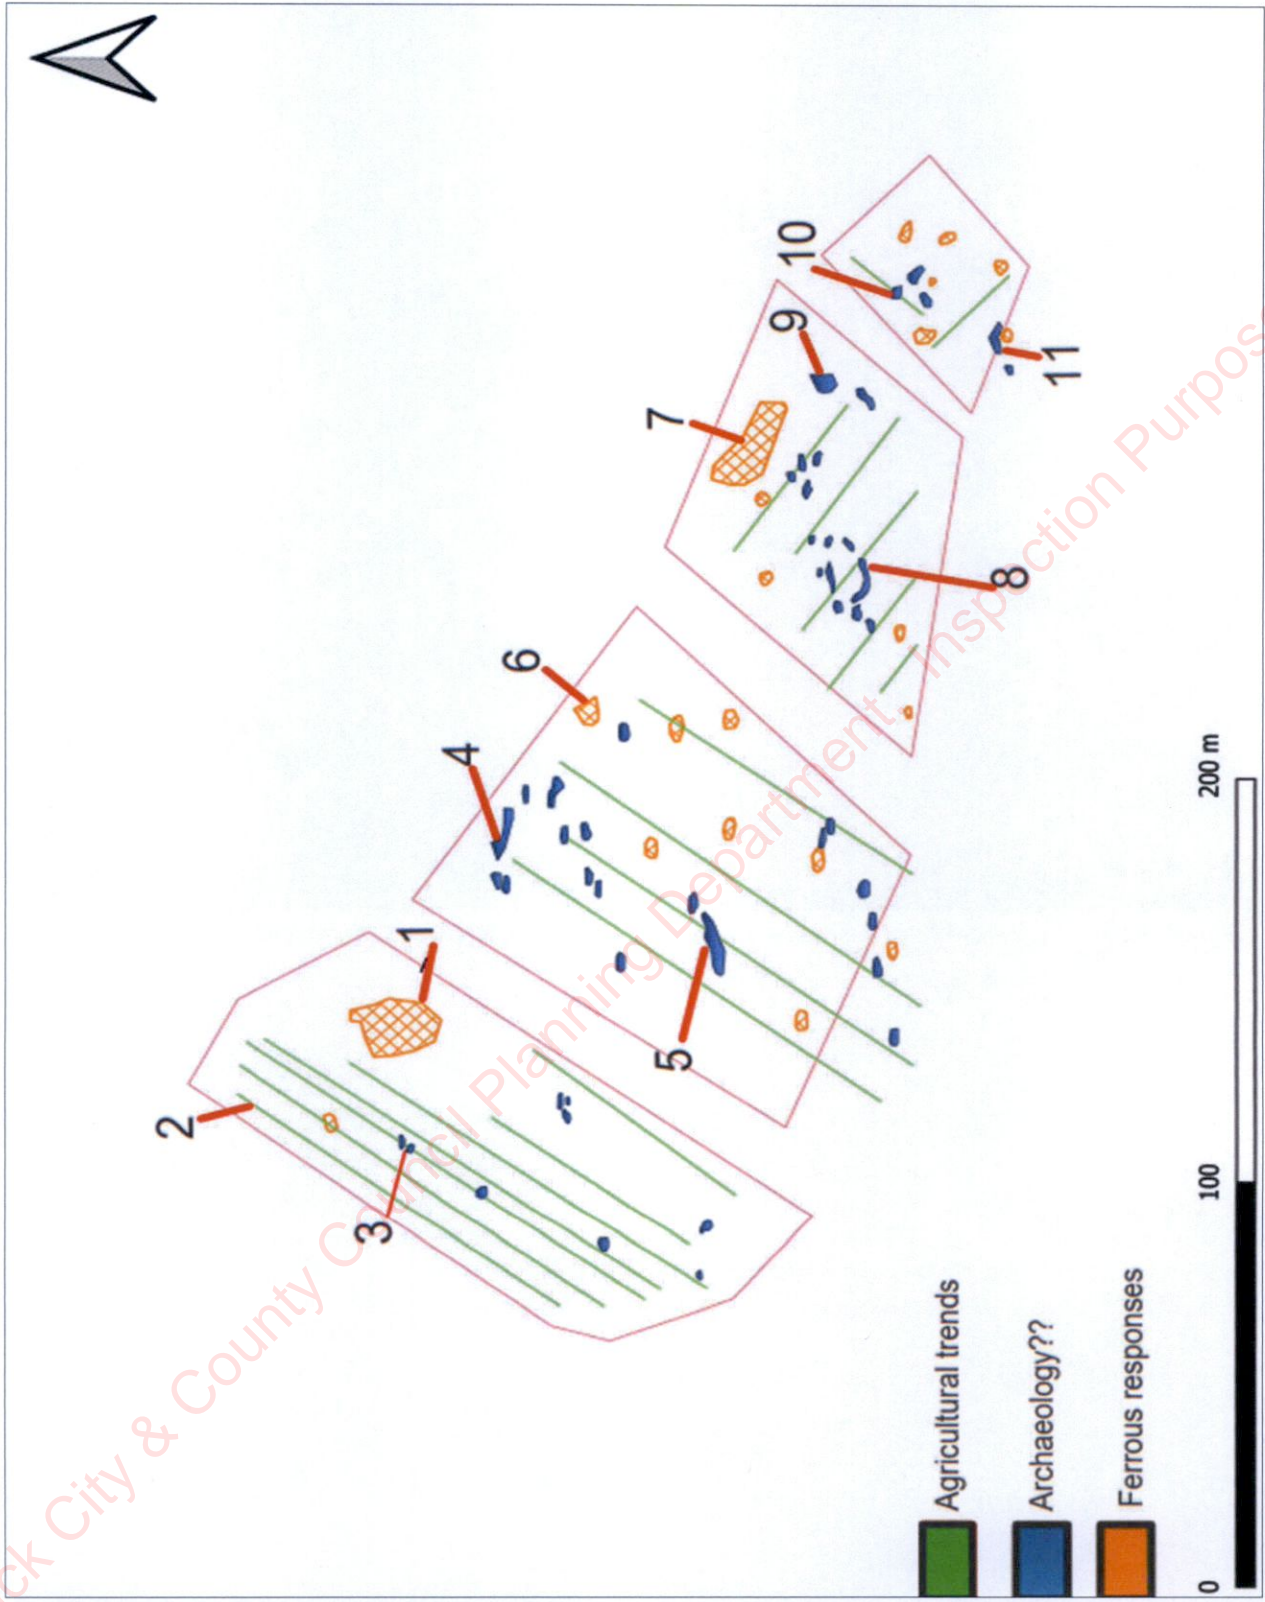 1
2
3
4
5
6
7
8
9
10
11
Agricultural trends
Archaeology??
Ferrous responses
0
100
200 m
ck City & County Council Planning Department, Inspection Purpos